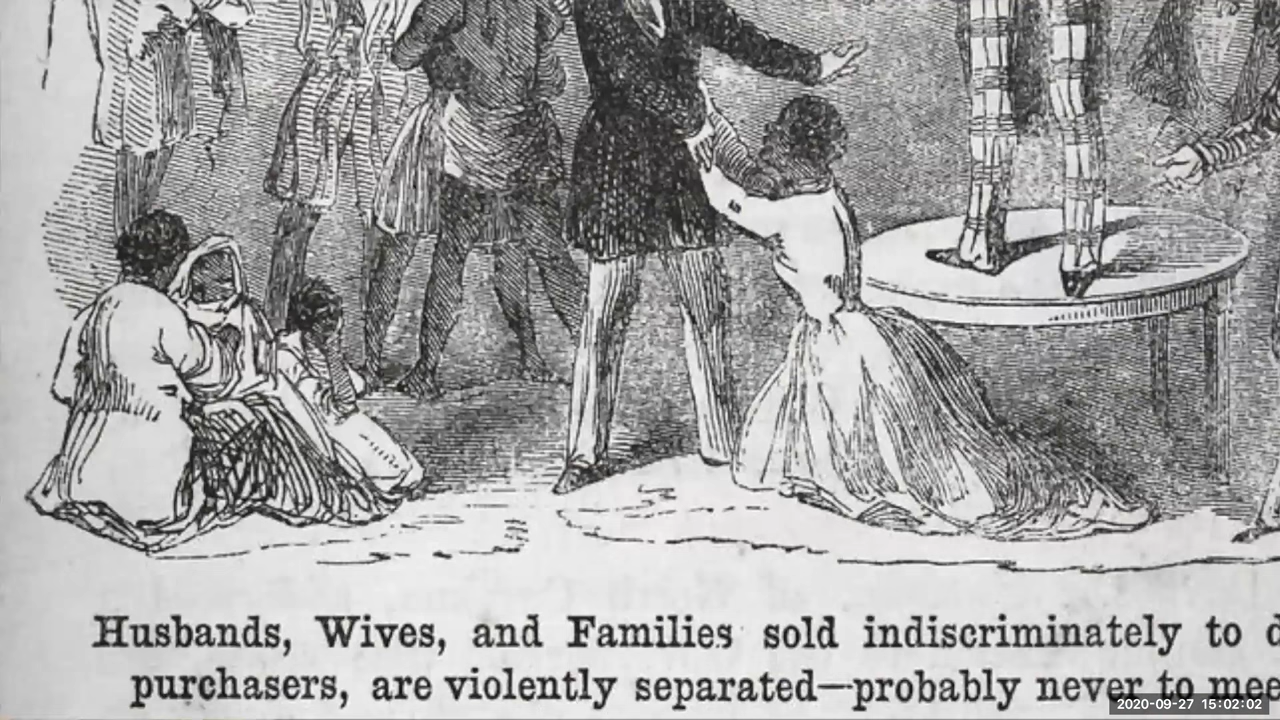 Husbands, Wives, and Families sold indiscriminately to d
purchasers, are violently separated—probably never to mee
2020-09-27 15:02:02